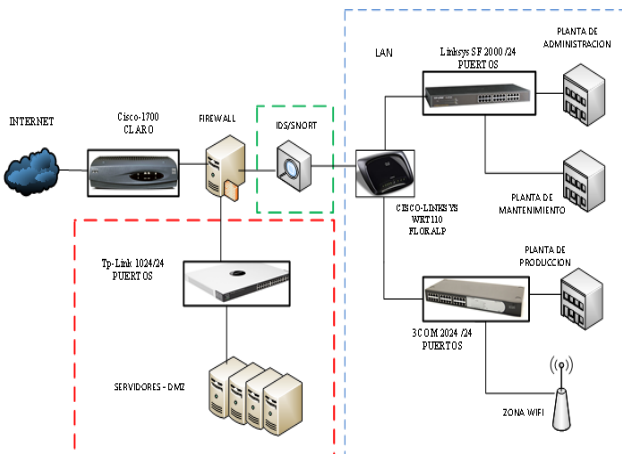 INTERNET
Cisco-1700
CLARO
FIREWALL
IDS/SNORT
LAN
Linksys SF 2000 /24
PUERTOS
PLANTA DE
ADMINISTRACION
CISCO-LINKSYS
WRT110
FLORALP
PLANTA DE
MANTENIMIENTO
Tp-Link 1024/24
PUERTOS
PLANTA DE
PRODUCCION
3COM 2024 /24
PUERTOS
SERVIDORES - DMZ
ZONA WIFI